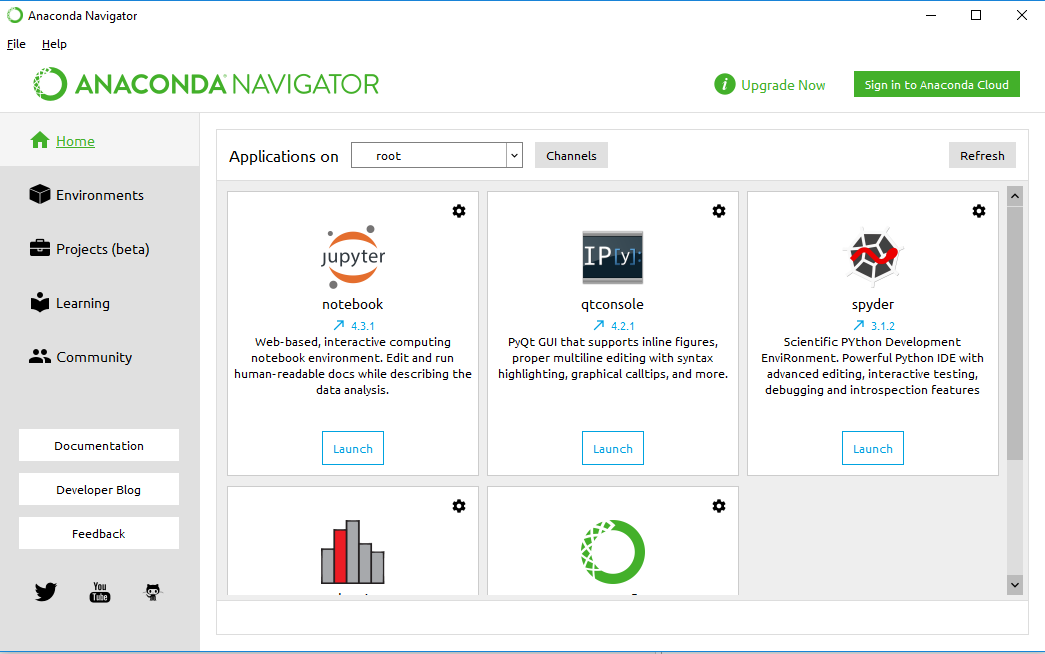 Anaconda Navigator
File Help
ANACONDA NAVIGATOR
i Upgrade Now
Sign in to Anaconda Cloud
Home
Environments
Projects (beta)
Learning
Community
Documentation
Developer Blog
Feedback
You
Tube
Applications on root Channels Refresh
jupyter
notebook
4.3.1
Web-based, interactive computing
notebook environment. Edit and run
human-readable docs while describing the
data analysis.
Launch
IP[y]:
qtconsole
4.2.1
PyQt GUI that supports inline figures,
proper multiline editing with syntax
highlighting, graphical calltips, and more.
Launch
spyder
3.1.2
Scientific PYthon Development
EnviRonment. Powerful Python IDE with
advanced editing, interactive testing,
debugging and introspection features
Launch